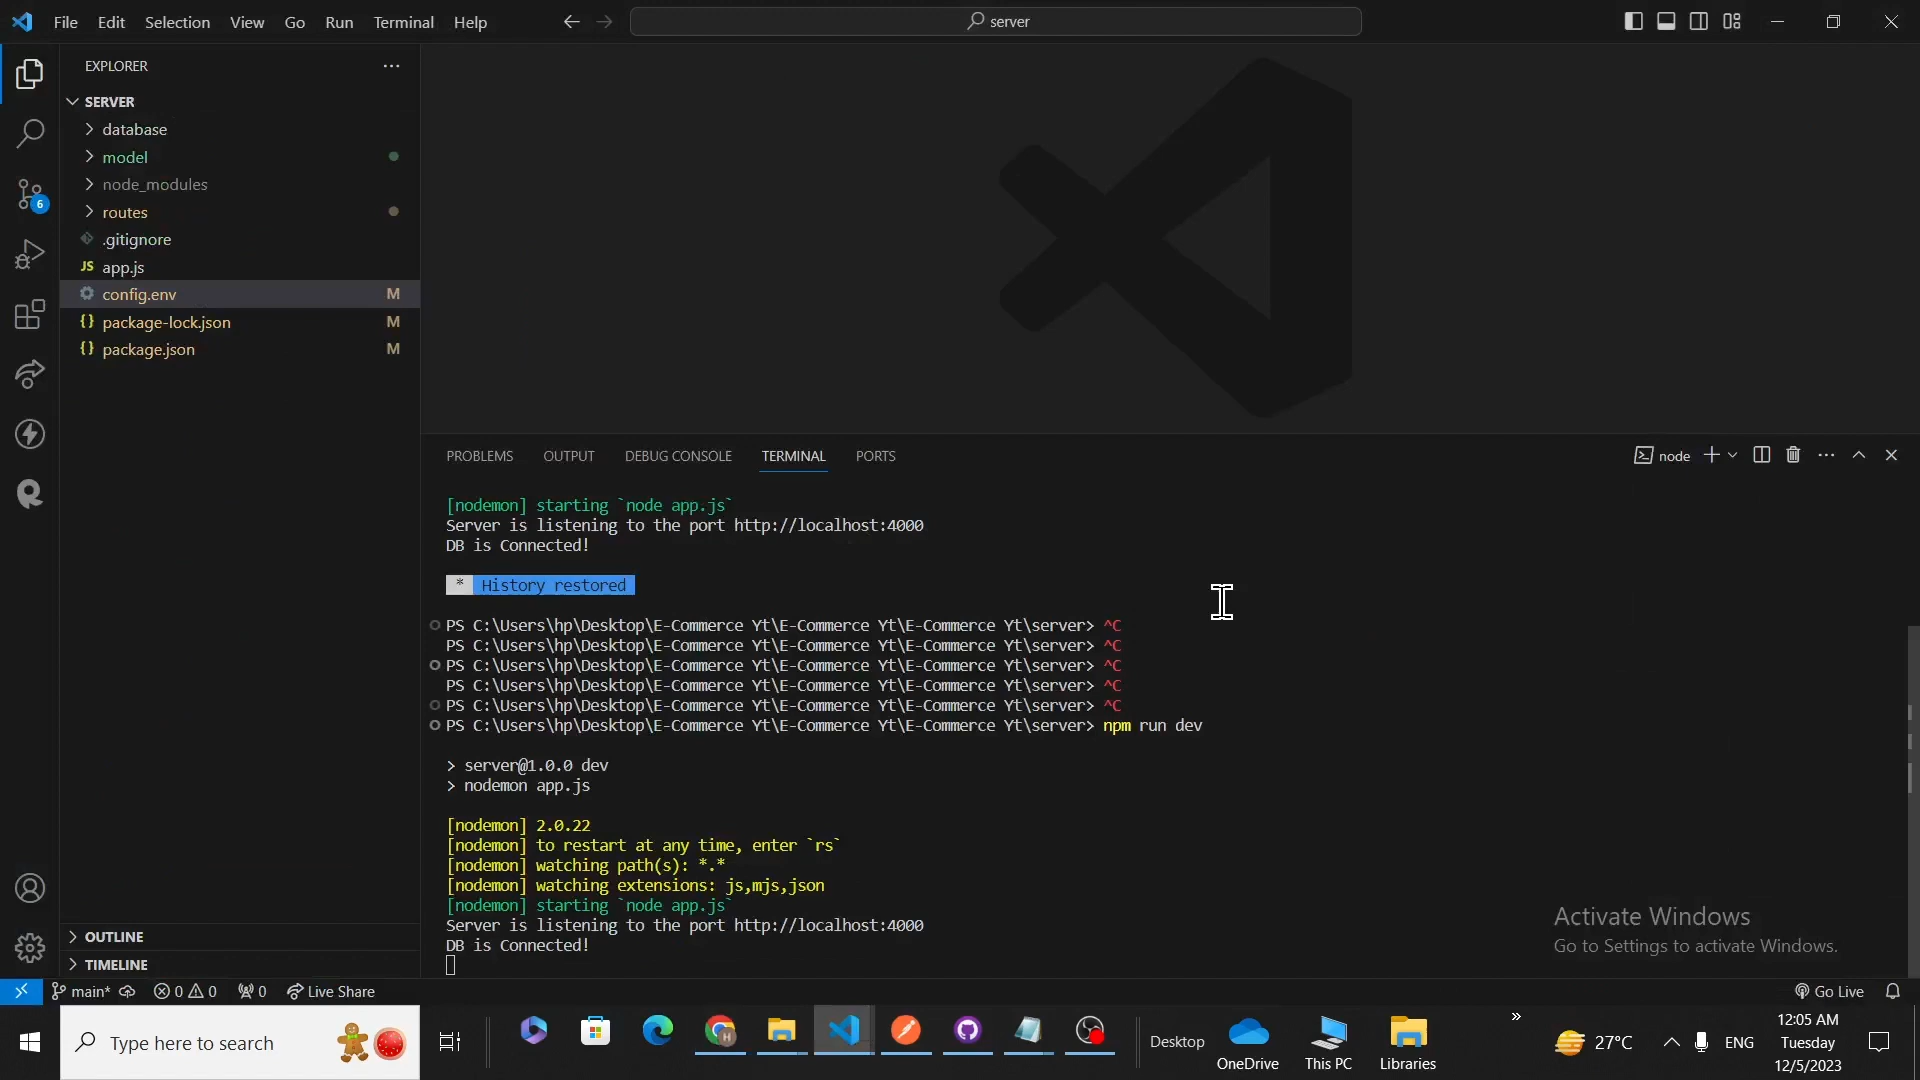 File Edit Selection View Go Run Terminal Help
server
EXPLORER
SERVER
database
model
node_modules
routes
.gitignore
JS app.js
config.env M
{} package-lock.json M
{} package.json M
6
OUTLINE
TIMELINE
PROBLEMS OUTPUT DEBUG CONSOLE TERMINAL PORTS
node
[nodemon] starting `node app.js`
Server is listening to the port http://localhost:4000
DB is Connected!
* History restored
PS C:\Users\hp\Desktop\E-Commerce Yt\E-Commerce Yt\E-Commerce Yt\server> ^C
PS C:\Users\hp\Desktop\E-Commerce Yt\E-Commerce Yt\E-Commerce Yt\server> ^C
PS C:\Users\hp\Desktop\E-Commerce Yt\E-Commerce Yt\E-Commerce Yt\server> ^C
PS C:\Users\hp\Desktop\E-Commerce Yt\E-Commerce Yt\E-Commerce Yt\server> ^C
PS C:\Users\hp\Desktop\E-Commerce Yt\E-Commerce Yt\E-Commerce Yt\server> ^C
PS C:\Users\hp\Desktop\E-Commerce Yt\E-Commerce Yt\E-Commerce Yt\server> npm run dev
> server@1.0.0 dev
> nodemon app.js
[nodemon] 2.0.22
[nodemon] to restart at any time, enter `rs`
[nodemon] watching path(s): *.*
[nodemon] watching extensions: js,mjs,json
[nodemon] starting `node app.js`
Server is listening to the port http://localhost:4000
DB is Connected!
Activate Windows
Go to Settings to activate Windows.
main* 0 0 0 Live Share
Go Live
Type here to search
Desktop
OneDrive
This PC
Libraries
27°C
ENG
12:05 AM
Tuesday
12/5/2023